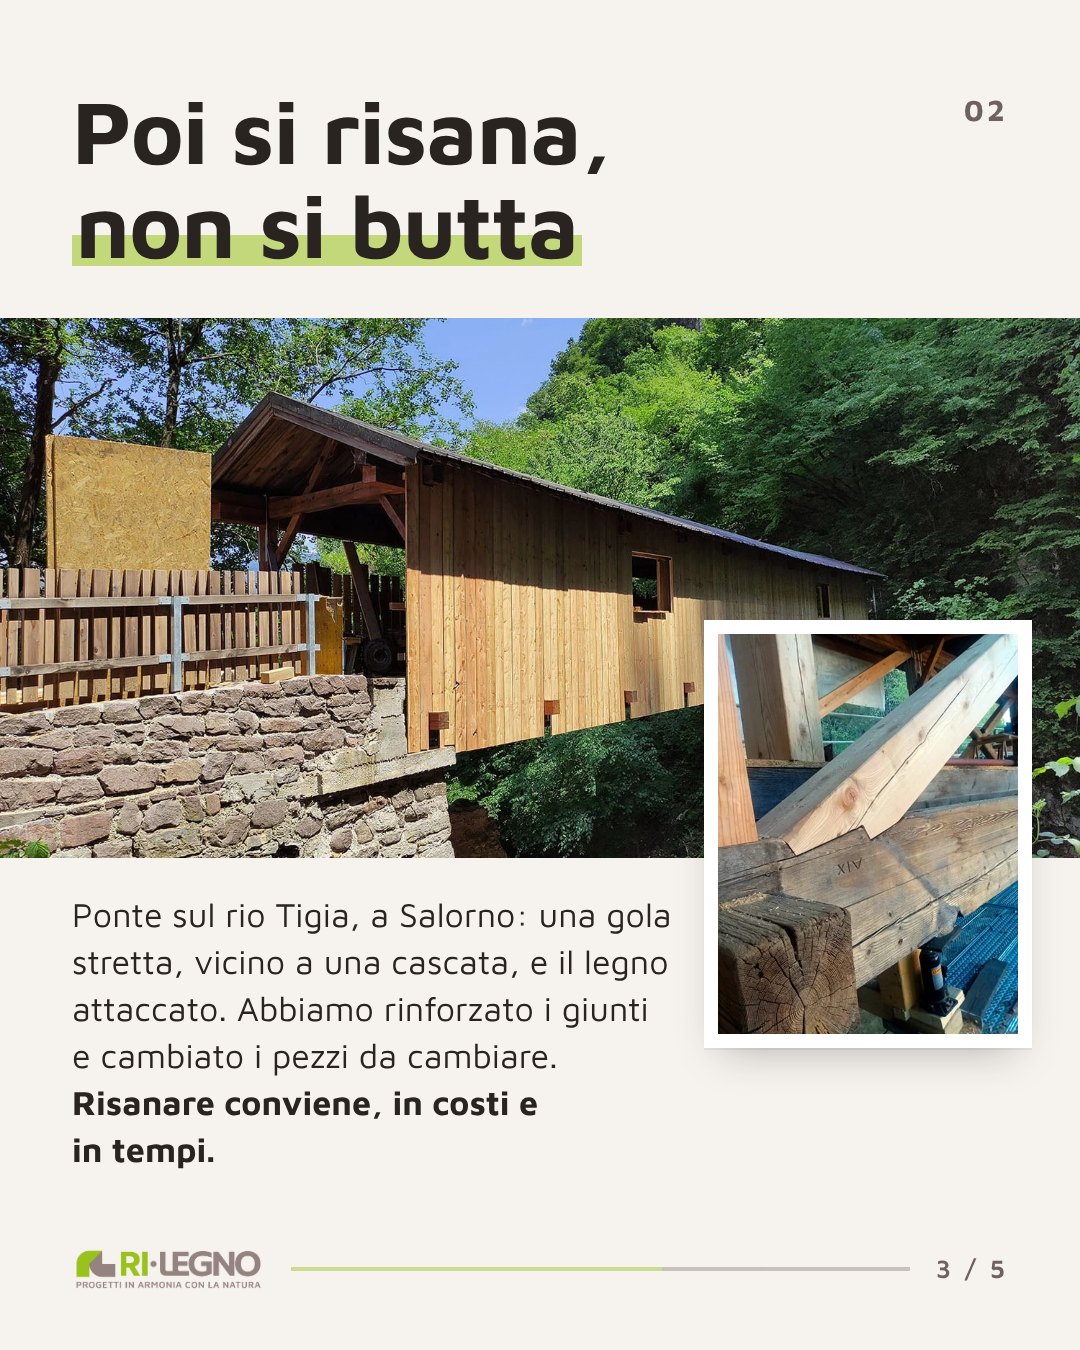 Poi si risana,
non si butta
02
XIV
Ponte sul rio Tigia, a Salorno: una gola
stretta, vicino a una cascata, e il legno
attaccato. Abbiamo rinforzato i giunti
e cambiato i pezzi da cambiare.
Risanare conviene, in costi e
in tempi.
RI·LEGNO
PROGETTI IN ARMONIA CON LA NATURA
3 / 5